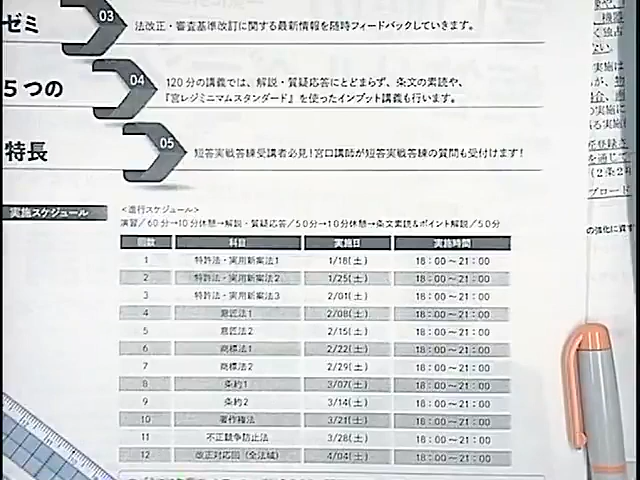 ゼミ
03
法改正・審査基準改訂に関する最新情報を随時フィードバックしていきます。
5つの
04
120分の講義では、解説・質疑応答にとどまらず、条文の素読や、
『宮レジミニマムスタンダード』を使ったインプット講義も行います。
特長
05
短答実戦答練受講者必見!宮口講師が短答実戦答練の質問も受付けます!
実施スケジュール
<進行スケジュール>
演習/60分→10分休憩→解説・質疑応答/50分→10分休憩→条文素読&ポイント解説/50分
回数 科目 実施日 実施時間
1 特許法・実用新案法1 1/18(土) 18:00～21:00
2 特許法・実用新案法2 1/25(土) 18:00～21:00
3 特許法・実用新案法3 2/01(土) 18:00～21:00
4 意匠法1 2/08(土) 18:00～21:00
5 意匠法2 2/15(土) 18:00～21:00
6 商標法1 2/22(土) 18:00～21:00
7 商標法2 2/29(土) 18:00～21:00
8 条約1 3/07(土) 18:00～21:00
9 条約2 3/14(土) 18:00～21:00
10 著作権法 3/21(土) 18:00～21:00
11 不正競争防止法 3/28(土) 18:00～21:00
12 改正対応回(全法域) 4/04(土) 18:00～21:00